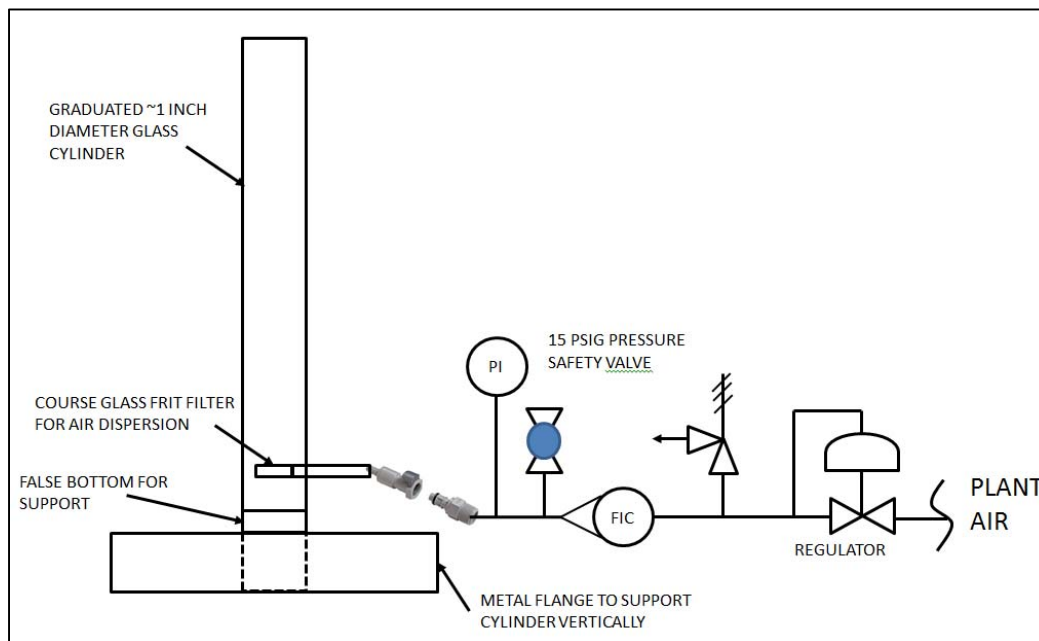 GRADUATED ~1 INCH
DIAMETER GLASS
CYLINDER
15 PSIG PRESSURE
SAFETY VALVE
PI
COURSE GLASS FRIT FILTER
FOR AIR DISPERSION
FALSE BOTTOM FOR
SUPPORT
FIC
PLANT
AIR
REGULATOR
METAL FLANGE TO SUPPORT
CYLINDER VERTICALLY